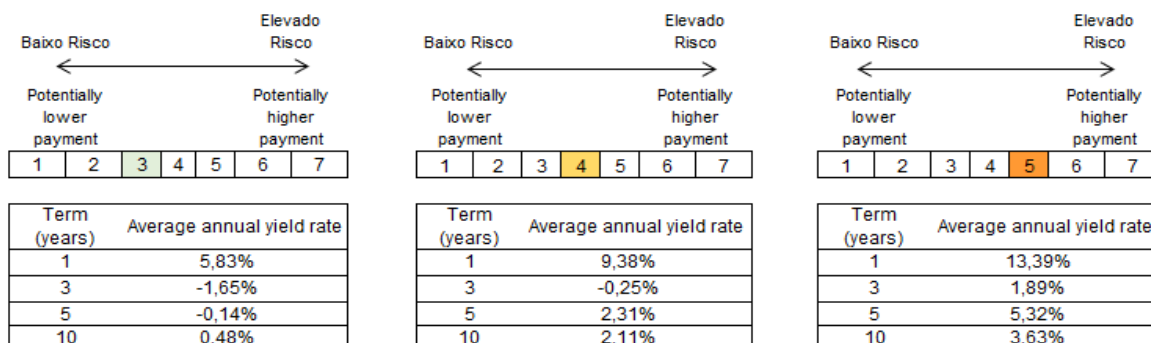 Baixo Risco
Elevado
Risco
Potentially
lower
payment
Potentially
higher
payment
1 2 3 4 5 6 7
Term
(years)
Average annual yield rate
1 5,83%
3 -1,65%
5 -0,14%
10 0,48%
Baixo Risco
Elevado
Risco
Potentially
lower
payment
Potentially
higher
payment
1 2 3 4 5 6 7
Term
(years)
Average annual yield rate
1 9,38%
3 -0,25%
5 2,31%
10 2,11%
Baixo Risco
Elevado
Risco
Potentially
lower
payment
Potentially
higher
payment
1 2 3 4 5 6 7
Term
(years)
Average annual yield rate
1 13,39%
3 1,89%
5 5,32%
10 3,63%